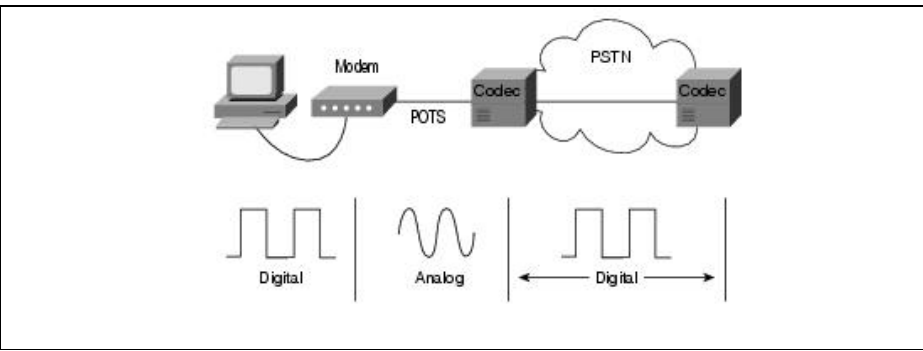 PSTN
Modem
Codec
Codec
POTS
Digital
Analog
Digital